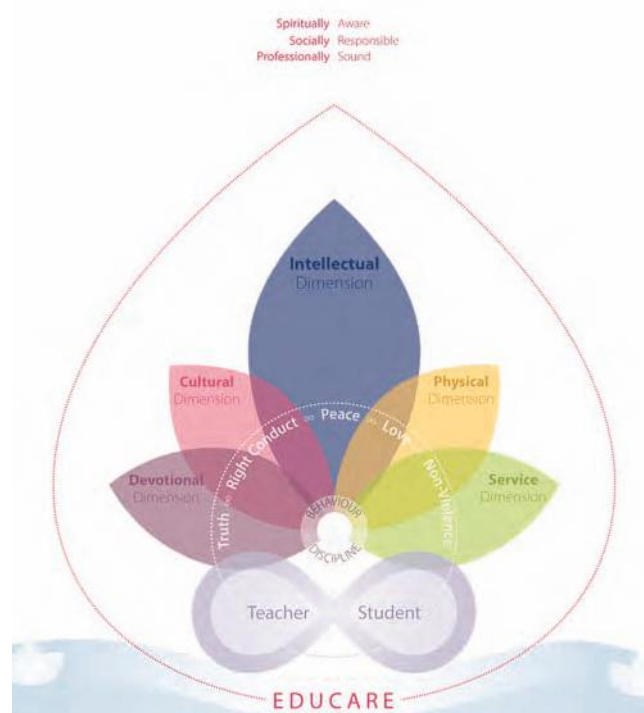 Spiritually Aware
Socially Responsible
Professionally Sound
Intellectual
Dimension
Cultural
Dimension
Physical
Dimension
Devotional
Dimension
Service
Dimension
Truth ∞ Right Conduct ∞ Peace ∞ Love ∞ Non-Violence
BEHAVIOUR
DISCIPLINE
Teacher Student
EDUCARE